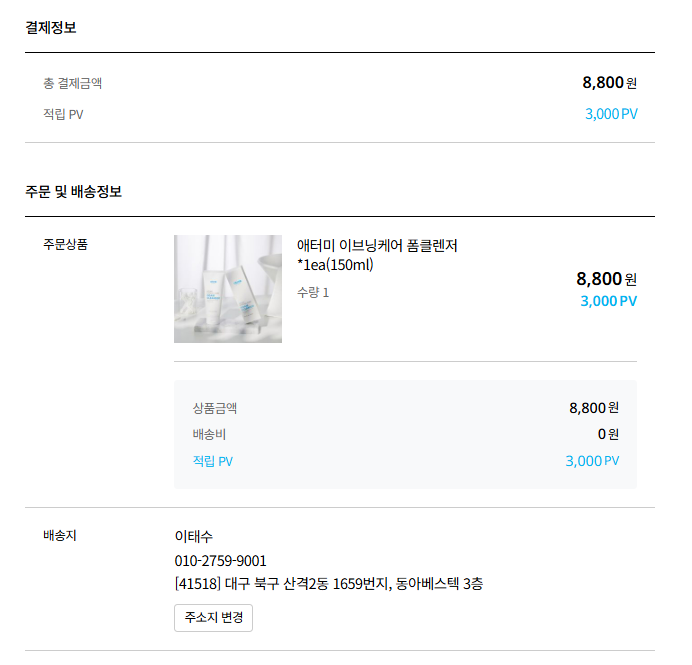 결제정보
총 결제금액 8,800원
적립 PV 3,000PV
주문 및 배송정보
주문상품
애터미 이브닝케어 폼클렌저
*1ea(150ml)
수량 1
8,800원
3,000PV
상품금액 8,800원
배송비 0원
적립 PV 3,000PV
배송지
이태수
010-2759-9001
[41518] 대구 북구 산격2동 1659번지, 동아베스텍 3층
주소지 변경